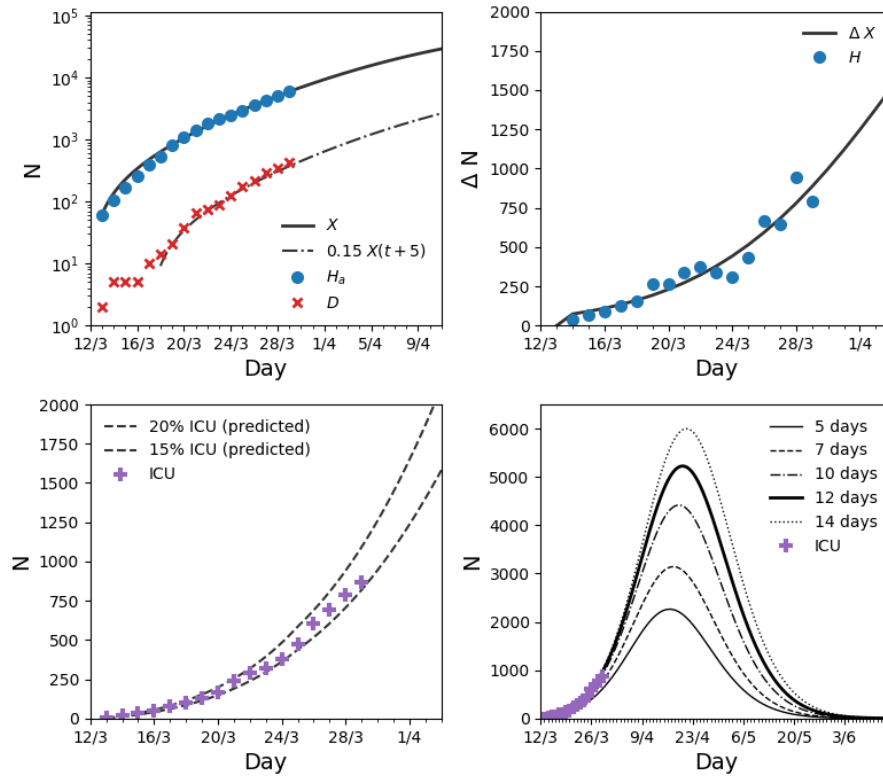 10^5
10^4
10^3
10^2
10^1
10^0
N
X
0.15 X(t + 5)
H_a
D
12/3 16/3 20/3 24/3 28/3 1/4 5/4 9/4
Day
2000
1750
1500
1250
1000
750
500
250
0
Δ N
Δ X
H
12/3 16/3 20/3 24/3 28/3 1/4
Day
2000
1750
1500
1250
1000
750
500
250
0
N
20% ICU (predicted)
15% ICU (predicted)
ICU
12/3 16/3 20/3 24/3 28/3 1/4
Day
6000
5000
4000
3000
2000
1000
0
N
5 days
7 days
10 days
12 days
14 days
ICU
12/3 26/3 9/4 23/4 6/5 20/5 3/6
Day